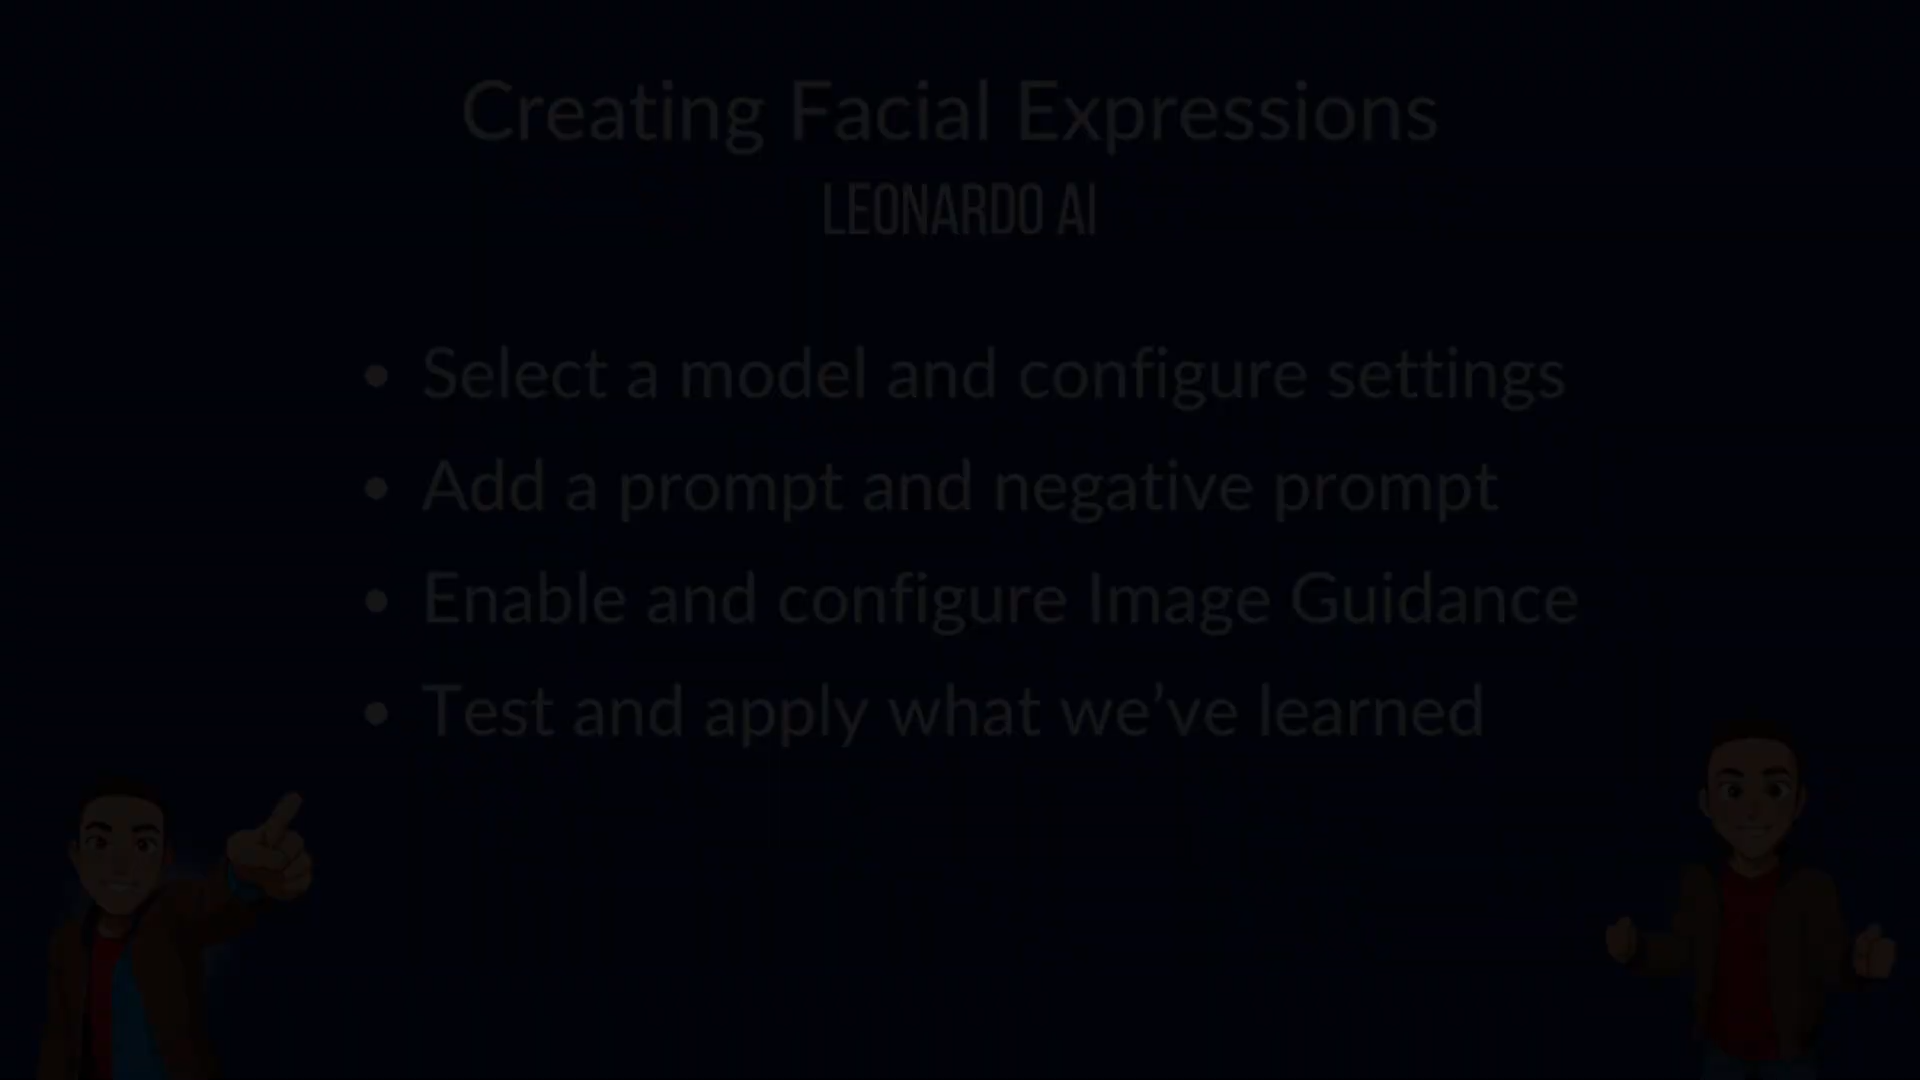 Creating Facial Expressions
LEONARDO AI
• Select a model and configure settings
• Add a prompt and negative prompt
• Enable and configure Image Guidance
• Test and apply what we’ve learned